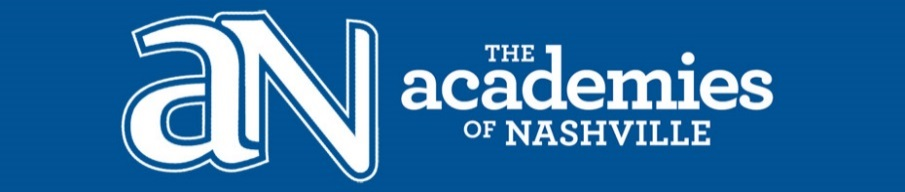 aN
THE
academies
OF NASHVILLE